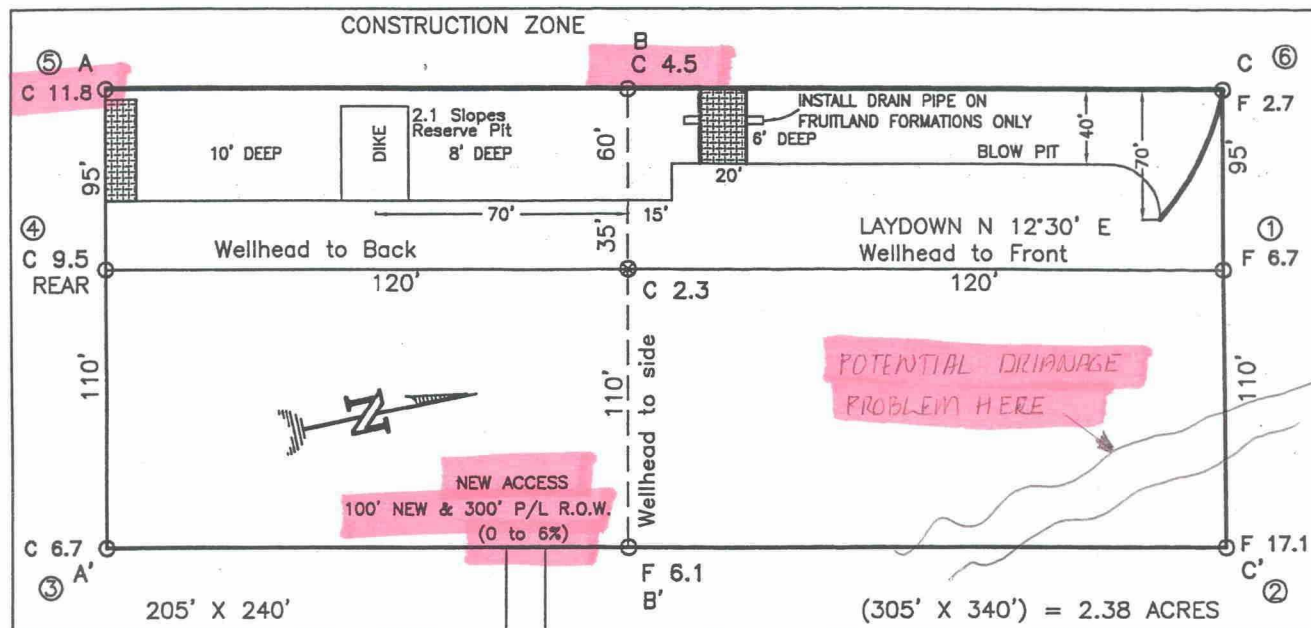 CONSTRUCTION ZONE
⑤ A
C 11.8
B
C 4.5
C ⑥
F 2.7
INSTALL DRAIN PIPE ON
FRUITLAND FORMATIONS ONLY
2.1 Slopes
Reserve Pit
10' DEEP
DIKE
8' DEEP
60'
6' DEEP
BLOW PIT
40'
70'
95'
95'
20'
70'
15'
35'
④
C 9.5
REAR
Wellhead to Back
120'
C 2.3
LAYDOWN N 12°30' E
Wellhead to Front
120'
①
F 6.7
110'
N
110'
Wellhead to side
POTENTIAL DRIANAGE
PROBLEM HERE
110'
NEW ACCESS
100' NEW & 300' P/L R.O.W.
(0 to 6%)
C 6.7
③ A'
F 6.1
B'
F 17.1
C' ②
205' X 240'
(305' X 340') = 2.38 ACRES